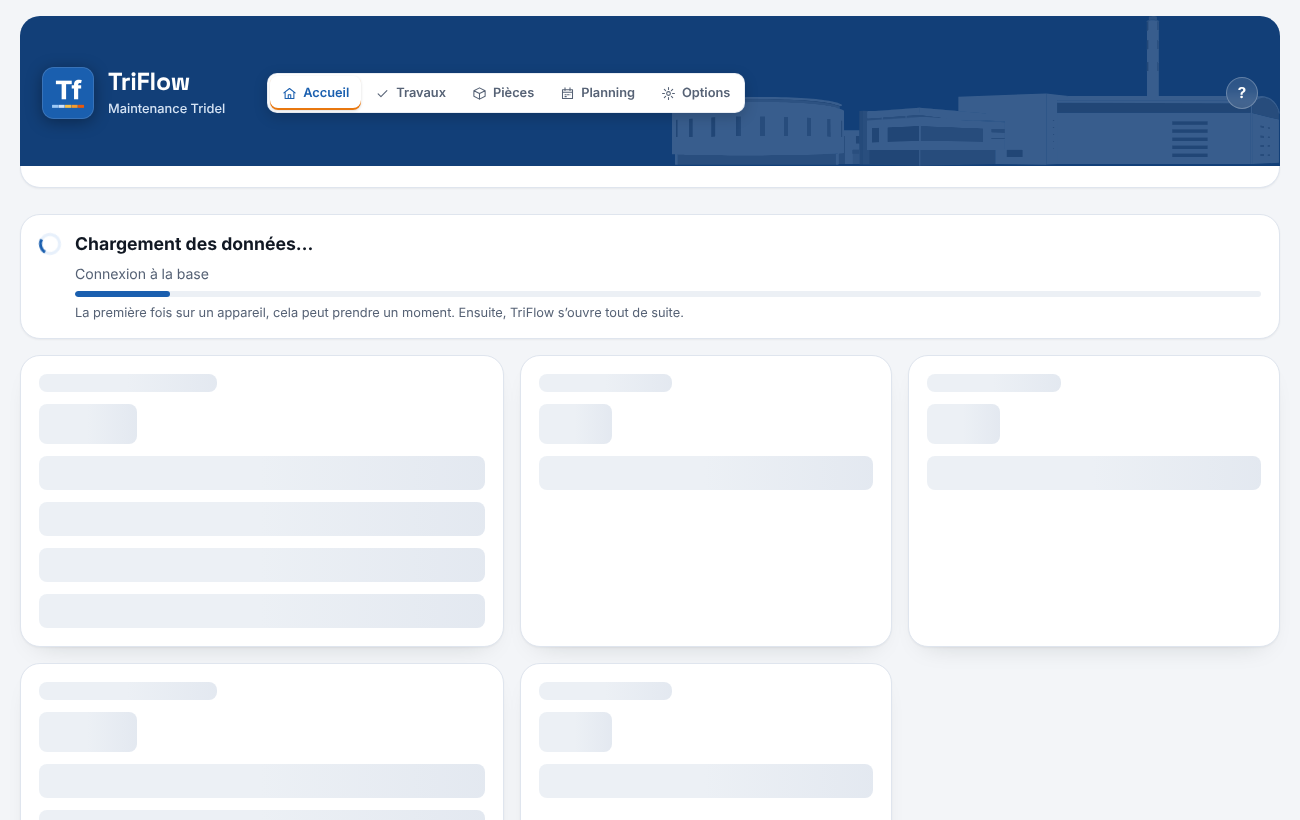 Tf
TriFlow
Maintenance Tridel
Accueil
Travaux
Pièces
Planning
Options
?
Chargement des données…
Connexion à la base
La première fois sur un appareil, cela peut prendre un moment. Ensuite, TriFlow s’ouvre tout de suite.